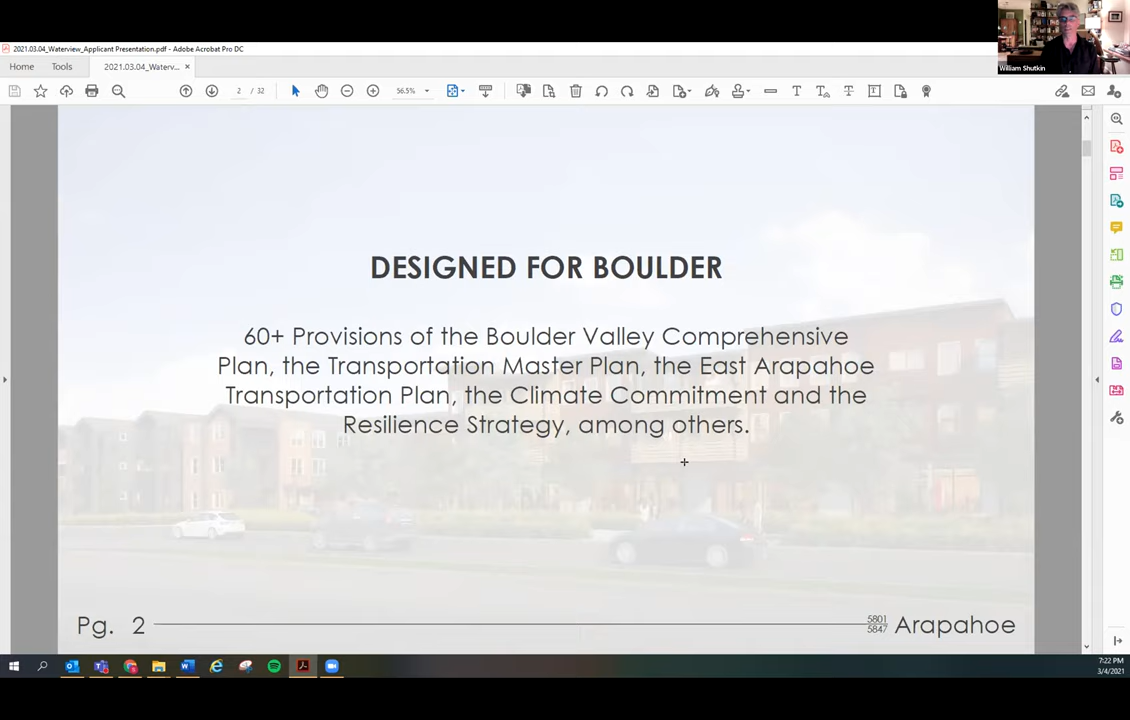 William Shutkin
2021.03.04_Waterview_Applicant Presentation.pdf - Adobe Acrobat Pro DC
Home Tools 2021.03.04_Waterv... ×
2 / 32 56.5%
DESIGNED FOR BOULDER
60+ Provisions of the Boulder Valley Comprehensive
Plan, the Transportation Master Plan, the East Arapahoe
Transportation Plan, the Climate Commitment and the
Resilience Strategy, among others.
Pg. 2 5801 5847 Arapahoe
7:22 PM
3/4/2021